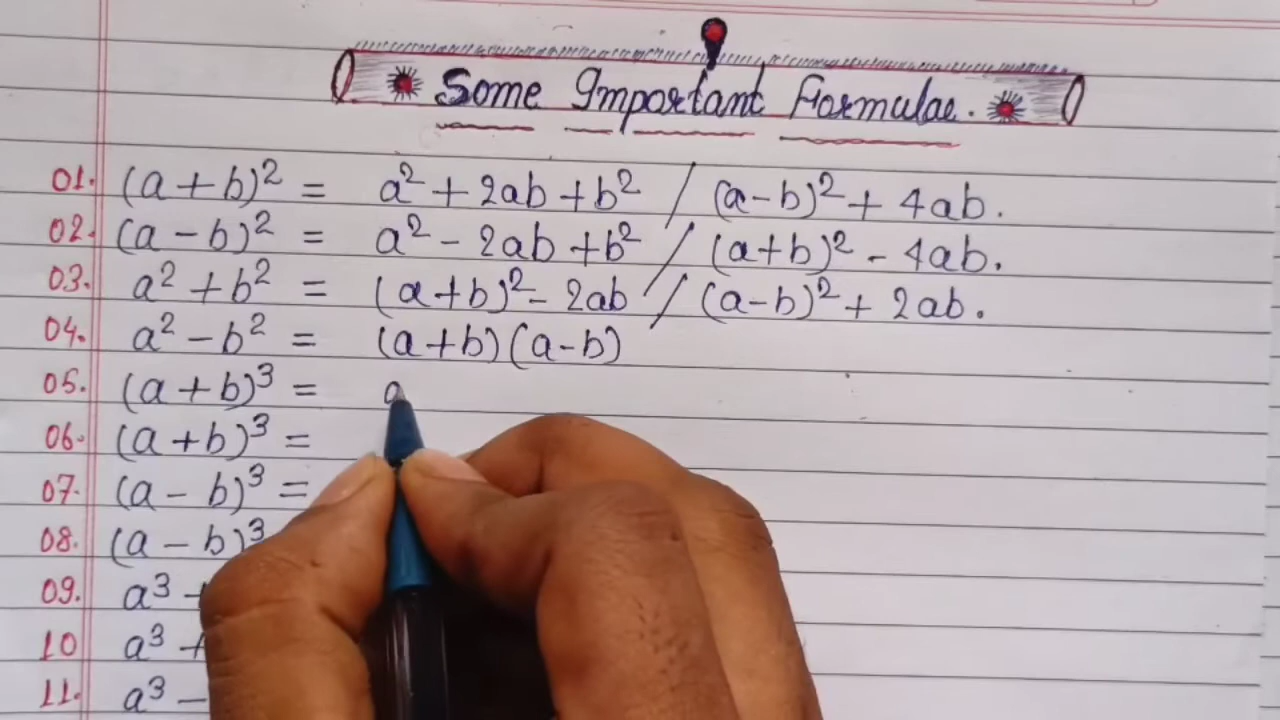 Some Important Formulae.
01. (a+b)² = a² + 2ab + b² / (a-b)² + 4ab.
02. (a-b)² = a² - 2ab + b² / (a+b)² - 4ab.
03. a² + b² = (a+b)² - 2ab / (a-b)² + 2ab.
04. a² - b² = (a+b)(a-b)
05. (a+b)³ = a
06. (a+b)³ =
07. (a-b)³ =
08. (a-b)³
09. a³
10 a³ +
11. a³ -